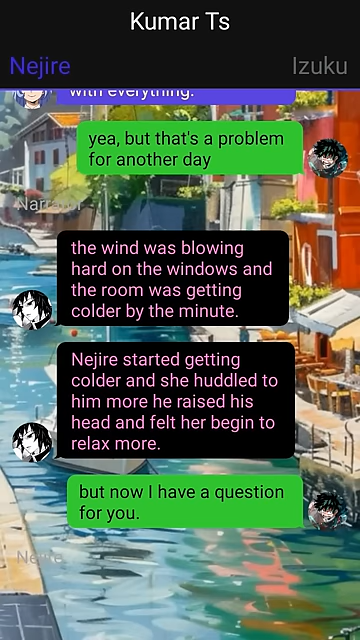 Kumar Ts
Nejire Izuku
with everything.
yea, but that's a problem
for another day
Narrator
the wind was blowing
hard on the windows and
the room was getting
colder by the minute.
Nejire started getting
colder and she huddled to
him more he raised his
head and felt her begin to
relax more.
but now I have a question
for you.
Nejire